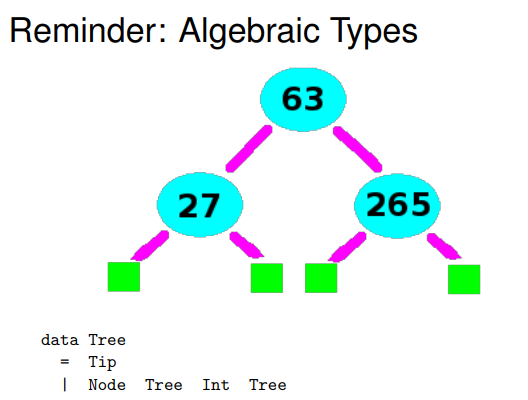 Reminder: Algebraic Types
63
27 265
data Tree
= Tip
| Node Tree Int Tree